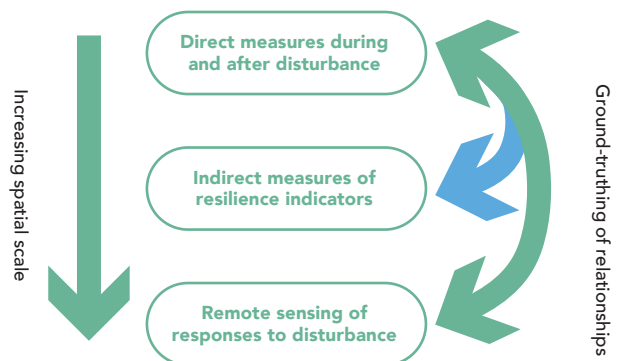 Direct measures during
and after disturbance
Indirect measures of
resilience indicators
Remote sensing of
responses to disturbance
Increasing spatial scale
Ground-truthing of relationships